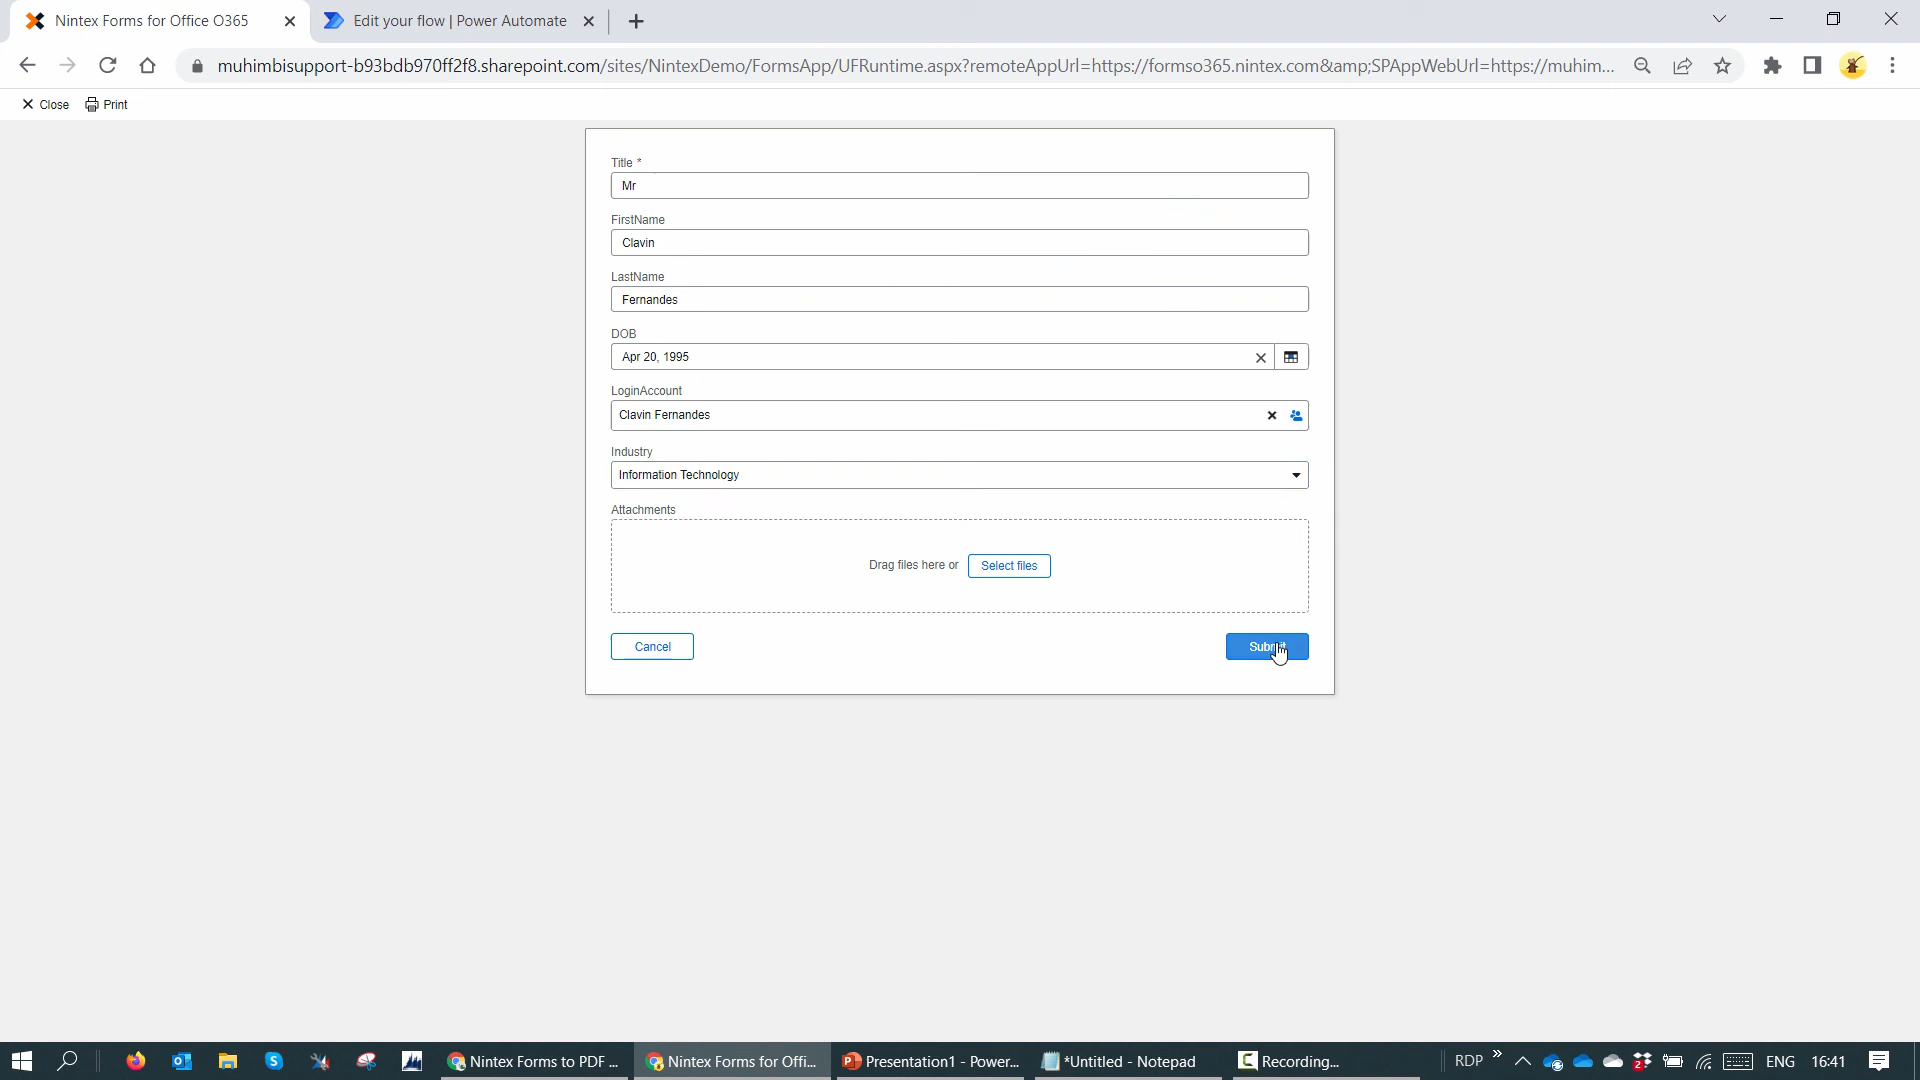 Nintex Forms for Office O365
Edit your flow | Power Automate
muhimbisupport-b93bdb970ff2f8.sharepoint.com/sites/NintexDemo/FormsApp/UFRuntime.aspx?remoteAppUrl=https://formso365.nintex.com&amp;SPAppWebUrl=https://muhim...
Close Print
Title *
Mr
FirstName
Clavin
LastName
Fernandes
DOB
Apr 20, 1995
LoginAccount
Clavin Fernandes
Industry
Information Technology
Attachments
Drag files here or Select files
Cancel Submit
Nintex Forms to PDF ... Nintex Forms for Offi... Presentation1 - Power... *Untitled - Notepad Recording... RDP 2 ENG 16:41